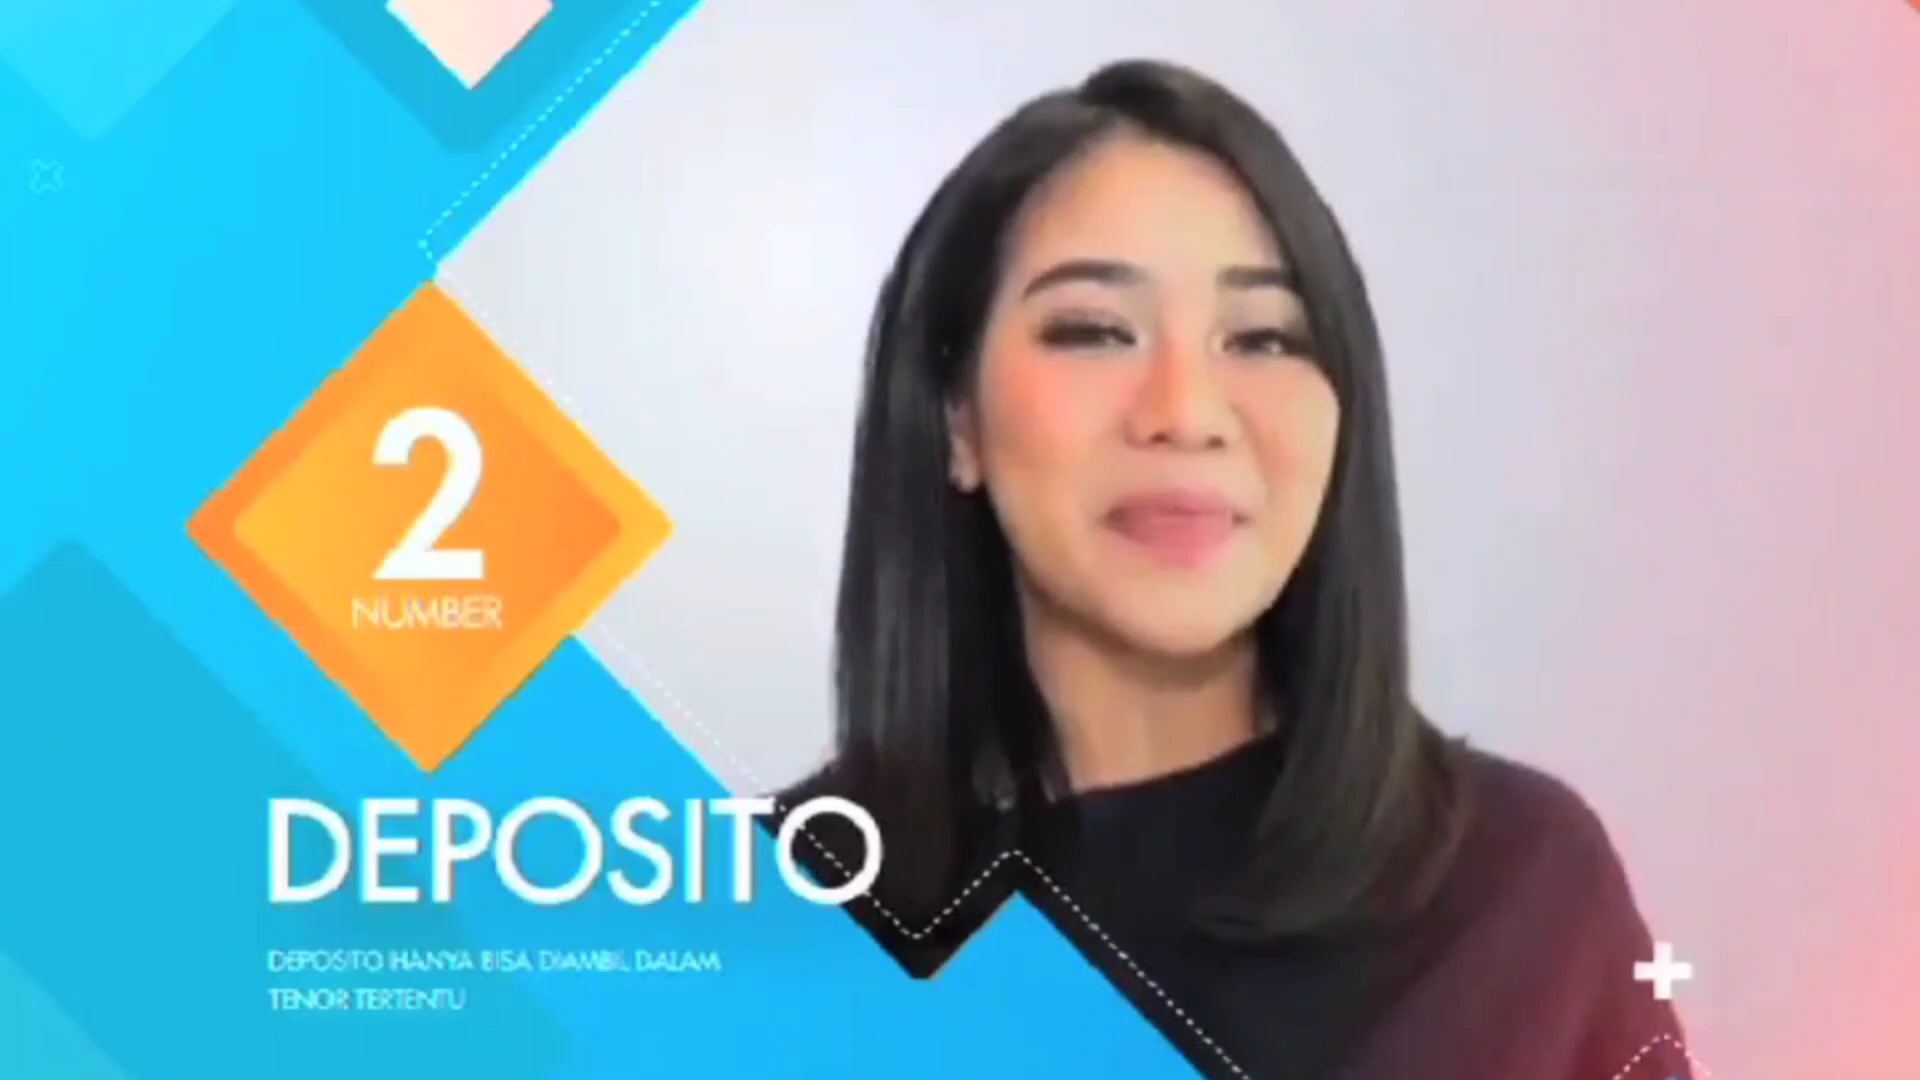 2
NUMBER
DEPOSITO
DEPOSITO HANYA BISA DIAMBIL DALAM
TENOR TERTENTU